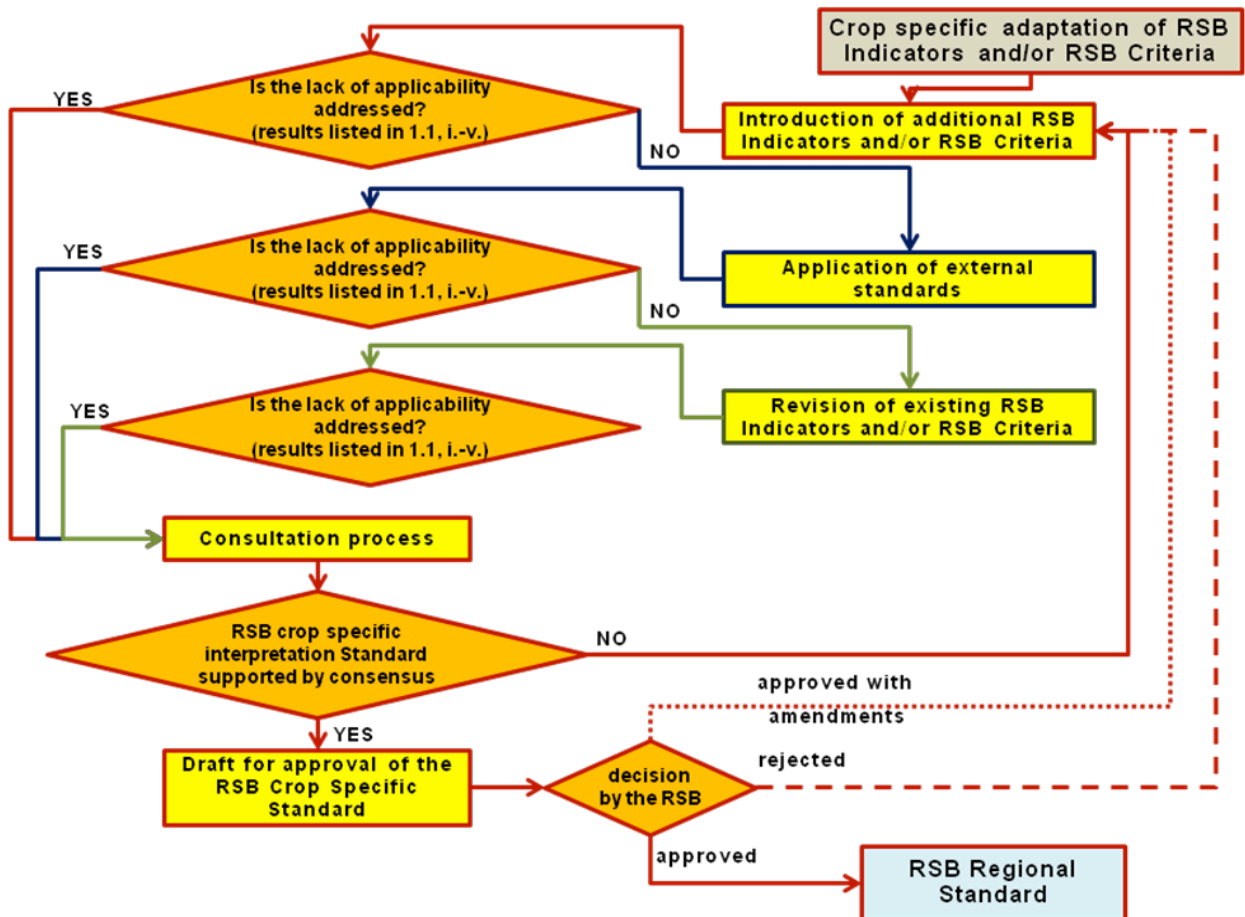 Crop specific adaptation of RSB
Indicators and/or RSB Criteria
Is the lack of applicability
addressed?
(results listed in 1.1, i.-v.)
YES
Introduction of additional RSB
Indicators and/or RSB Criteria
NO
Is the lack of applicability
addressed?
(results listed in 1.1, i.-v.)
YES
Application of external
standards
NO
Is the lack of applicability
addressed?
(results listed in 1.1, i.-v.)
YES
Revision of existing RSB
Indicators and/or RSB Criteria
Consultation process
RSB crop specific
interpretation Standard
supported by consensus
NO
YES
approved with
amendments
Draft for approval of the
RSB Crop Specific
Standard
decision
by the RSB
rejected
approved
RSB Regional
Standard